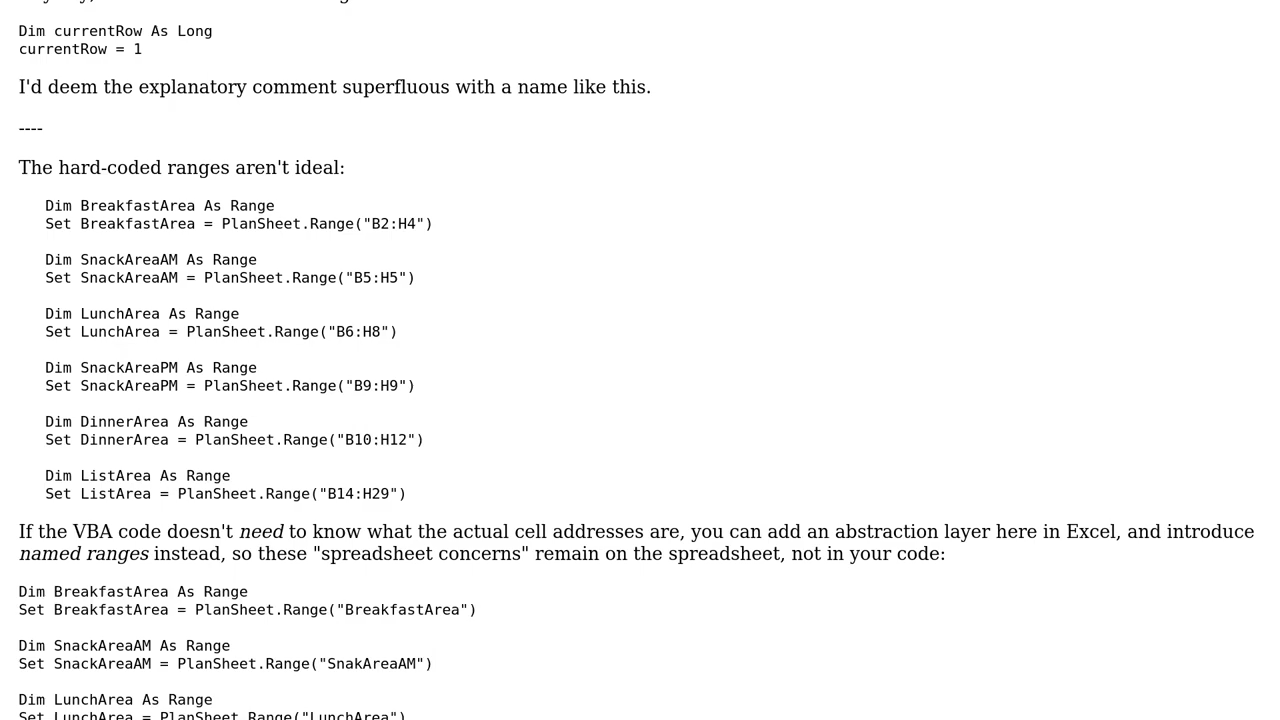 Dim currentRow As Long
currentRow = 1
I'd deem the explanatory comment superfluous with a name like this.
----
The hard-coded ranges aren't ideal:
Dim BreakfastArea As Range
Set BreakfastArea = PlanSheet.Range("B2:H4")
Dim SnackAreaAM As Range
Set SnackAreaAM = PlanSheet.Range("B5:H5")
Dim LunchArea As Range
Set LunchArea = PlanSheet.Range("B6:H8")
Dim SnackAreaPM As Range
Set SnackAreaPM = PlanSheet.Range("B9:H9")
Dim DinnerArea As Range
Set DinnerArea = PlanSheet.Range("B10:H12")
Dim ListArea As Range
Set ListArea = PlanSheet.Range("B14:H29")
If the VBA code doesn't need to know what the actual cell addresses are, you can add an abstraction layer here in Excel, and introduce
named ranges instead, so these "spreadsheet concerns" remain on the spreadsheet, not in your code:
Dim BreakfastArea As Range
Set BreakfastArea = PlanSheet.Range("BreakfastArea")
Dim SnackAreaAM As Range
Set SnackAreaAM = PlanSheet.Range("SnakAreaAM")
Dim LunchArea As Range
Set LunchArea = PlanSheet.Range("LunchArea")